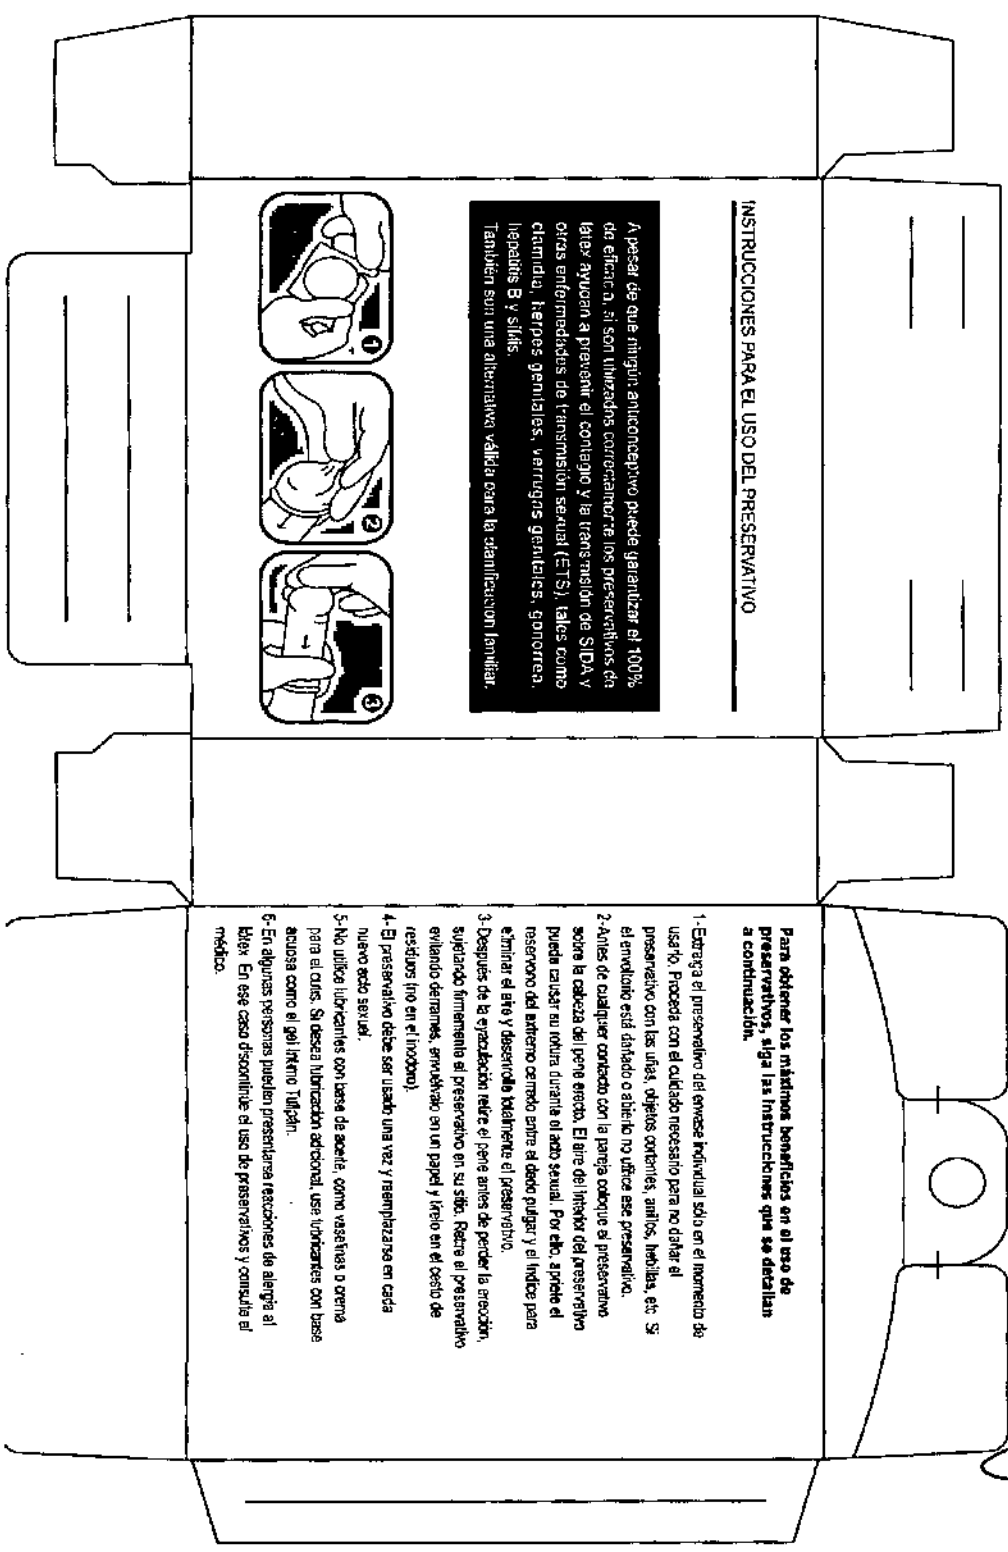 INSTRUCCIONES PARA EL USO DEL PRESERVATIVO
A pesar de que ningún anticonceptivo puede garantizar el 100%
de eficacia, si son utilizados correctamente los preservativos de
latex ayudan a prevenir el contagio y la transmisión de SIDA y
otras enfermedades de transmisión sexual (ETS), tales como
clamidia, herpes genitales, verrugas genitales, gonorrea,
hepatitis B y sífilis.
También son una alternativa válida para la planificación familiar.
1
2
3
Para obtener los máximos beneficios en el uso de
preservativos, siga las instrucciones que se detallan
a continuación.
1-Extraga el preservativo del envase individual sólo en el momento de
usarlo. Proceda con el cuidado necesario para no dañar el
preservativo con las uñas, objetos cortantes, anillos, hebillas, etc. Si
el envoltorio está dañado o abierto no utilice ese preservativo.
2-Antes de cualquier contacto con la pareja coloque el preservativo
sobre la cabeza del pene erecto. El aire del interior del preservativo
puede causar su rotura durante el acto sexual. Por ello, apriete el
reservorio del extremo cerrado entre el dedo pulgar y el índice para
eliminar el aire y desenrolle totalmente el preservativo.
3-Después de la eyaculación retire el pene antes de perder la erección,
sujetando firmemente el preservativo en su sitio. Retire el preservativo
evitando derrames, envuélvalo en un papel y tírelo en el cesto de
residuos (no en el inodoro).
4-El preservativo debe ser usado una vez y reemplazarse en cada
nuevo acto sexual.
5-No utilice lubricantes con base de aceite, como vaselinas o crema
para el cutis. Si desea lubricación adicional, use lubricantes con base
acuosa como el gel íntimo Tulipán.
6-En algunas personas pueden presentarse reacciones de alergia al
látex. En ese caso discontinúe el uso de preservativos y consulte al
médico.